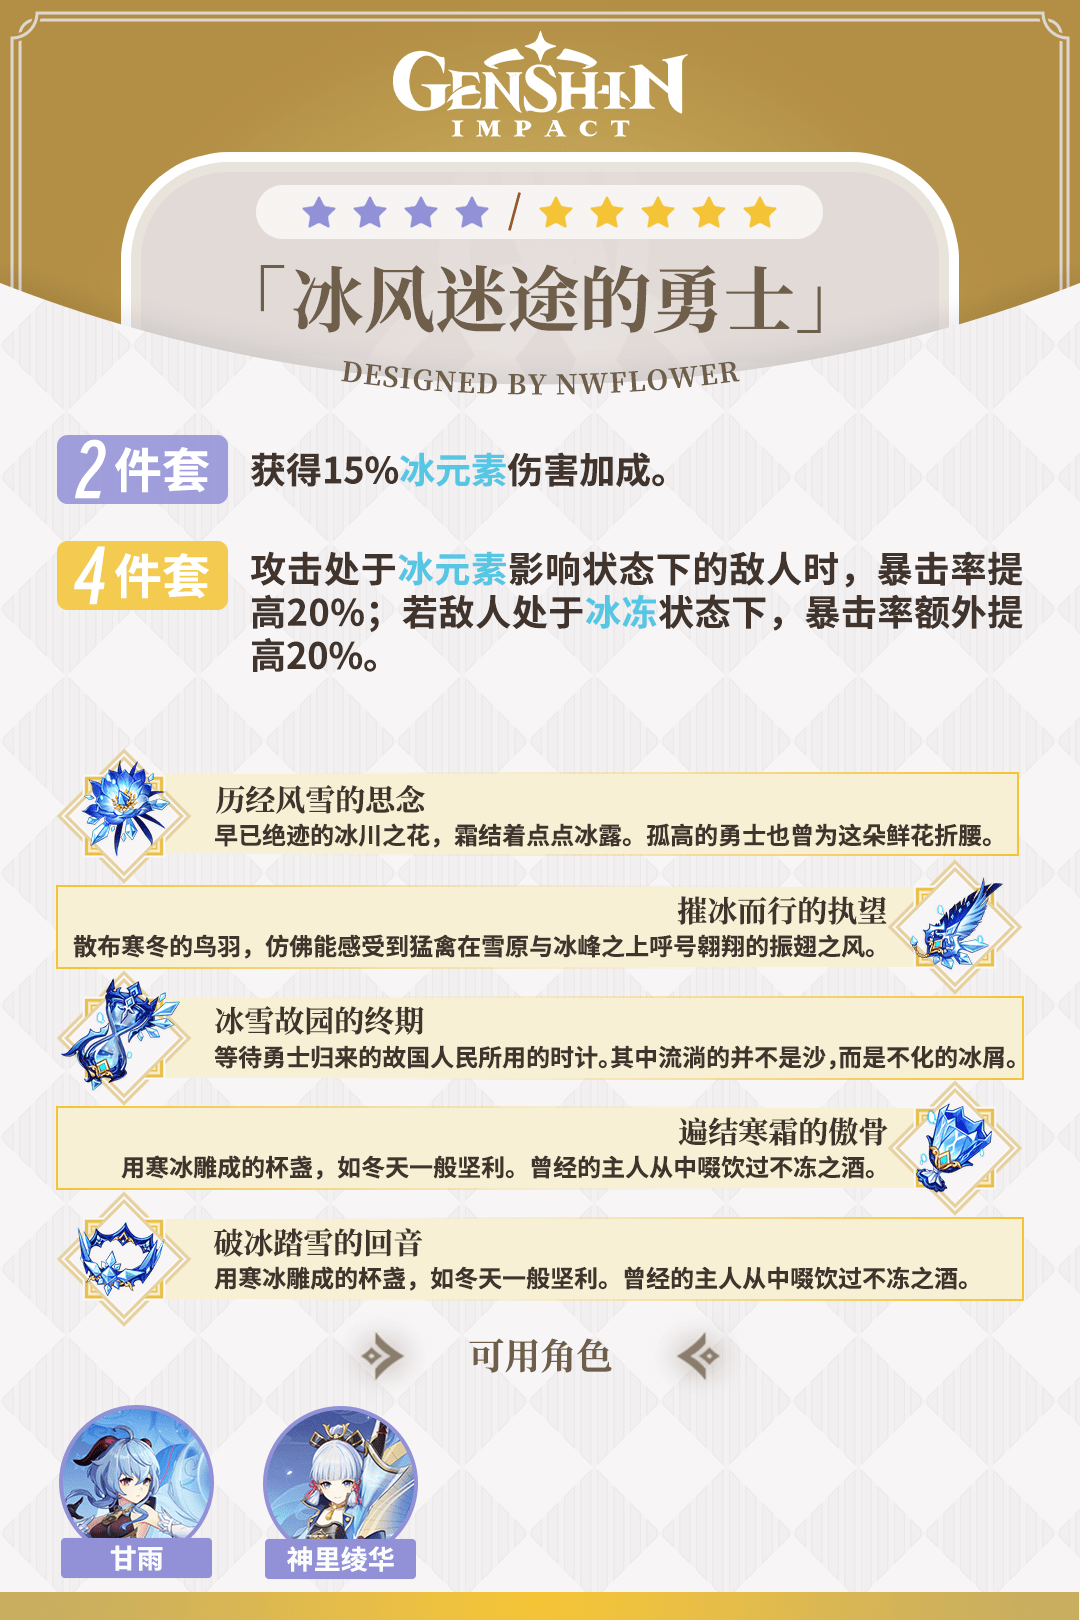 GENSHIN
IMPACT
「冰风迷途的勇士」
DESIGNED BY NWFLOWER
2件套
获得15%冰元素伤害加成。
4件套
攻击处于冰元素影响状态下的敌人时，暴击率提
高20%；若敌人处于冰冻状态下，暴击率额外提
高20%。
历经风雪的思念
早已绝迹的冰川之花，霜结着点点冰露。孤高的勇士也曾为这朵鲜花折腰。
摧冰而行的执望
散布寒冬的鸟羽，仿佛能感受到猛禽在雪原与冰峰之上呼号翱翔的振翅之风。
冰雪故园的终期
等待勇士归来的故国人民所用的时计。其中流淌的并不是沙，而是不化的冰屑。
遍结寒霜的傲骨
用寒冰雕成的杯盏，如冬天一般坚利。曾经的主人从中啜饮过不冻之酒。
破冰踏雪的回音
用寒冰雕成的杯盏，如冬天一般坚利。曾经的主人从中啜饮过不冻之酒。
可用角色
甘雨
神里绫华